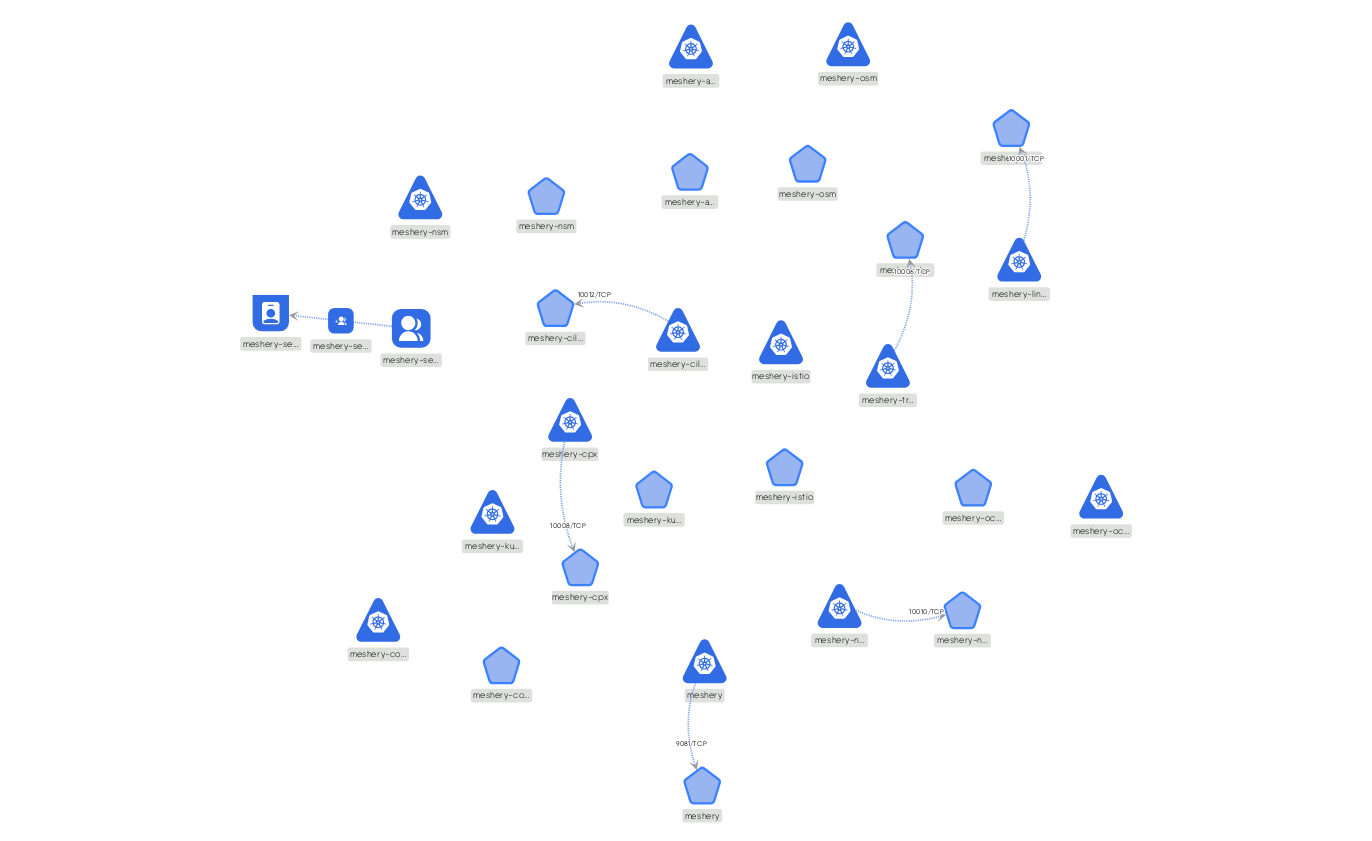 meshery-a...
meshery-osm
10001/TCP
meshery-a...
meshery-osm
meshery-nsm
meshery-nsm
10006/TCP
meshery-lin...
10012/TCP
meshery-se...
meshery-se...
meshery-se...
meshery-cil...
meshery-cil...
meshery-istio
meshery-tr...
meshery-cpx
meshery-istio
meshery-ku...
meshery-oc...
meshery-oc...
10008/TCP
meshery-ku...
meshery-cpx
10010/TCP
meshery-n...
meshery-n...
meshery-co...
meshery-co...
meshery
9081/TCP
meshery